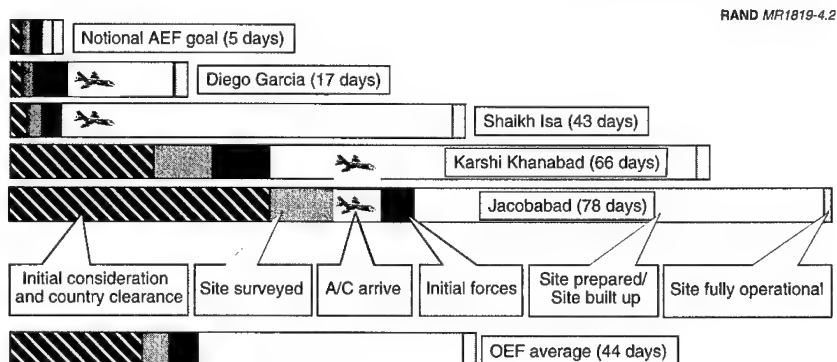 RAND MR1819-4.2
Notional AEF goal (5 days)
Diego Garcia (17 days)
Shaikh Isa (43 days)
Karshi Khanabad (66 days)
Jacobabad (78 days)
Initial consideration
and country clearance
Site surveyed
A/C arrive
Initial forces
Site prepared/
Site built up
Site fully operational
OEF average (44 days)